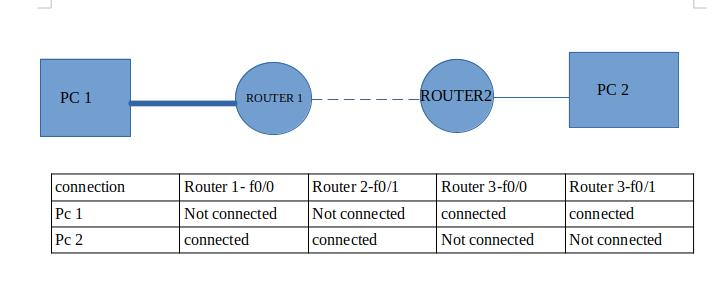 PC 1
ROUTER 1
ROUTER2
PC 2
connection Router 1- f0/0 Router 2-f0/1 Router 3-f0/0 Router 3-f0/1
Pc 1 Not connected Not connected connected connected
Pc 2 connected connected Not connected Not connected